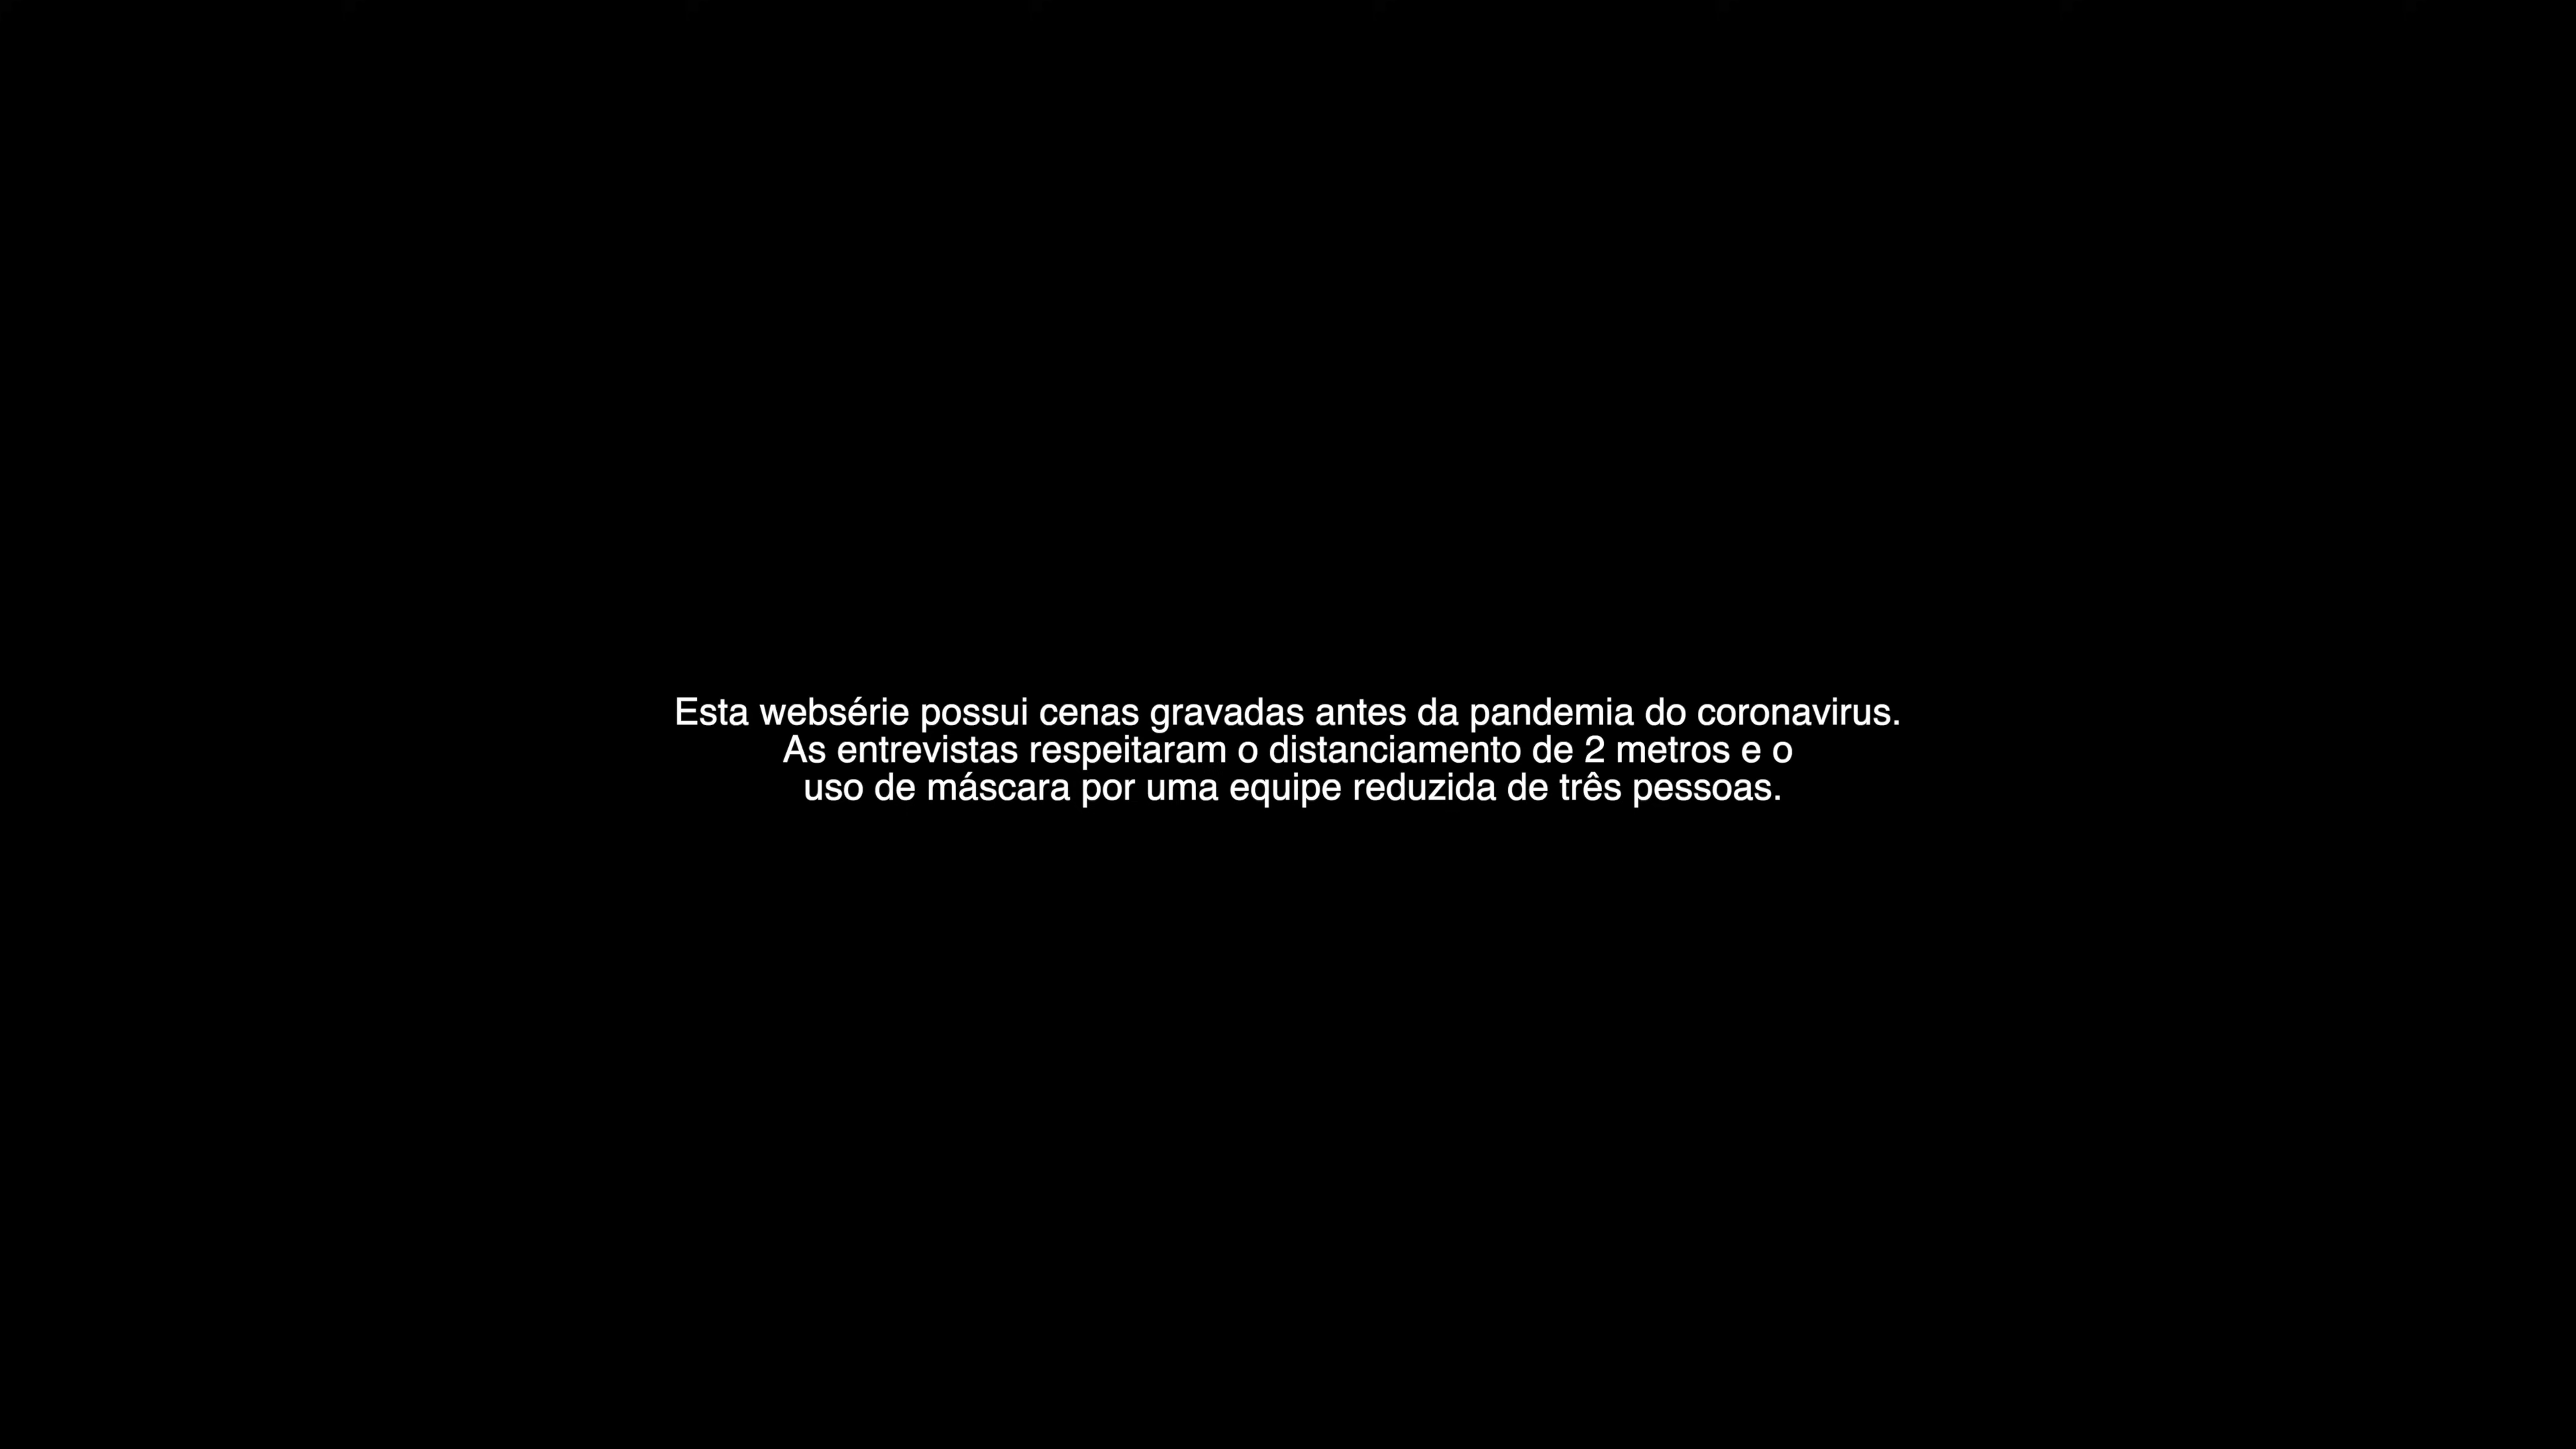 Esta websérie possui cenas gravadas antes da pandemia do coronavirus.
As entrevistas respeitaram o distanciamento de 2 metros e o
uso de máscara por uma equipe reduzida de três pessoas.